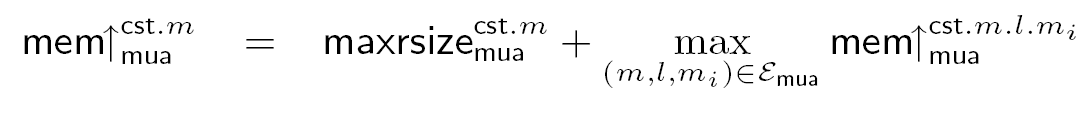 mem↾^{cst.m}_{mua} = maxrsize^{cst.m}_{mua} + max_{(m,l,m_i)∈ℰ_{mua}} mem↾^{cst.m.l.m_i}_{mua}